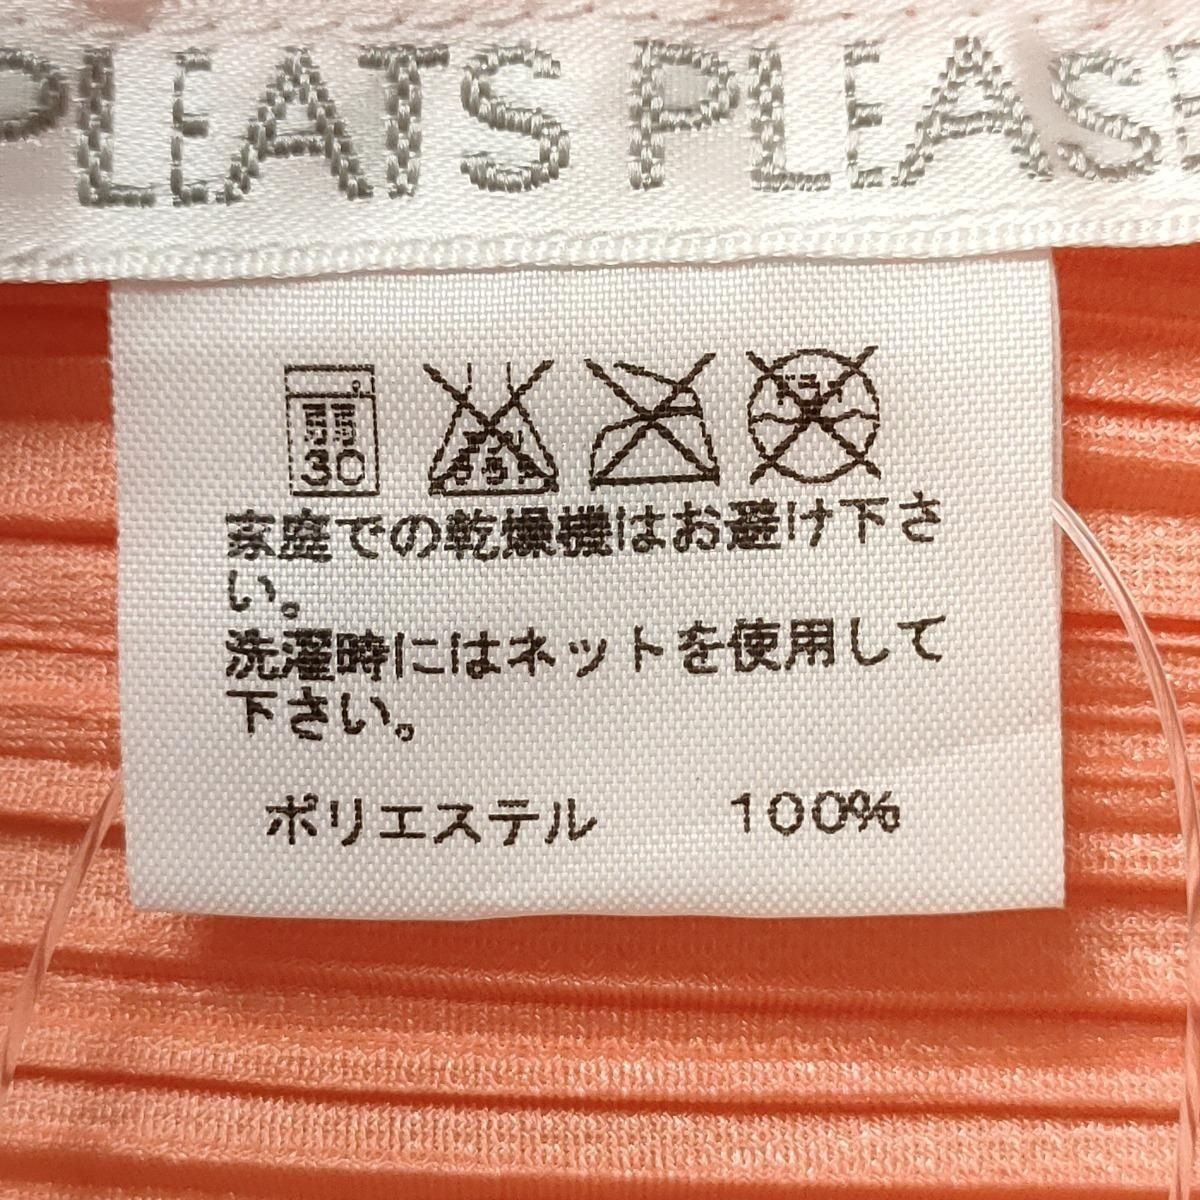 PLEATS PLEASE
30
家庭での乾燥機はお避け下さ
い。
洗濯時にはネットを使用して
下さい。
ポリエステル 100%